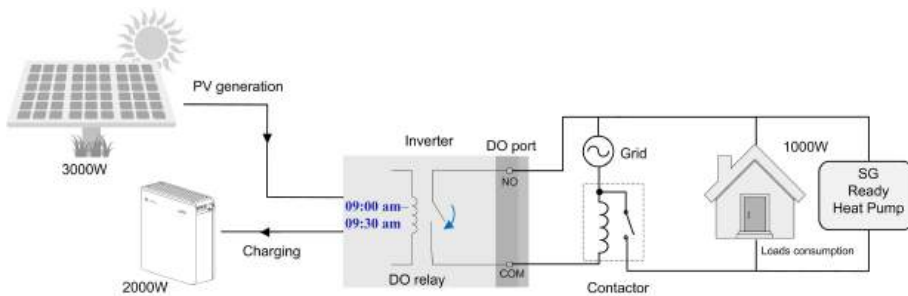 PV generation
3000W
Inverter
DO port
NO
09:00 am
09:30 am
Charging
2000W
DO relay
COM
Grid
Contactor
1000W
Loads consumption
SG
Ready
Heat Pump